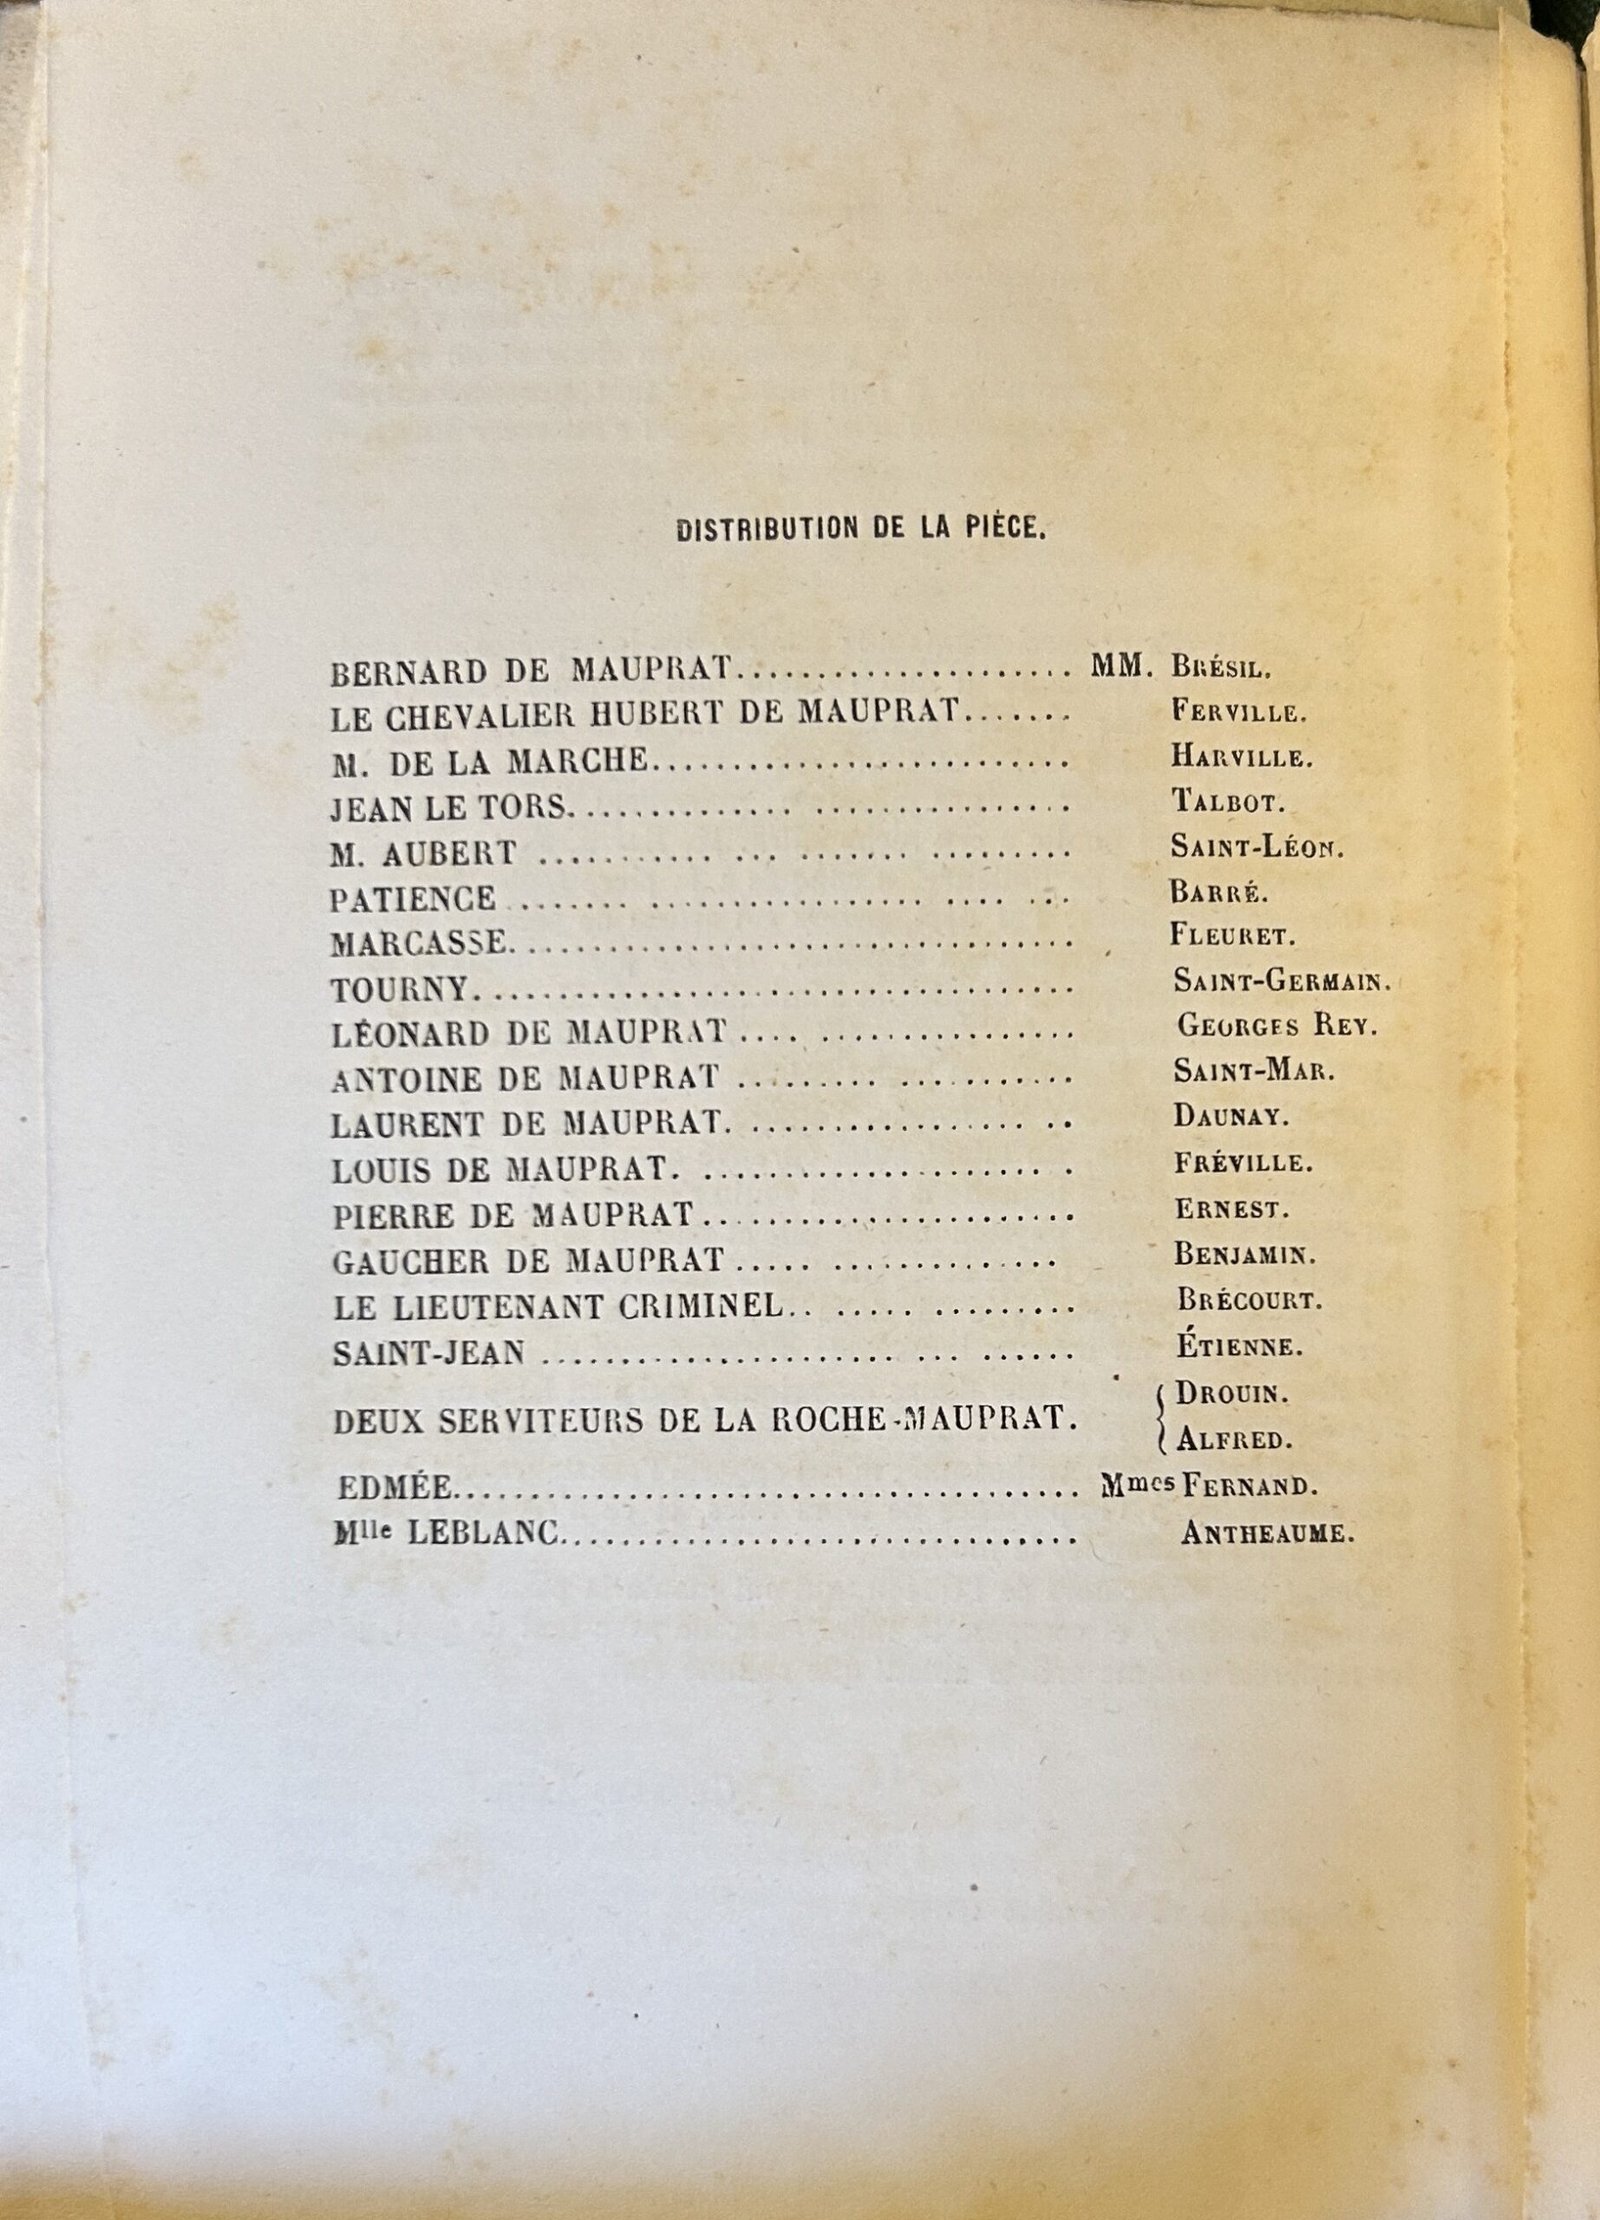 DISTRIBUTION DE LA PIÈCE.
BERNARD DE MAUPRAT..................... MM. BRÉSIL.
LE CHEVALIER HUBERT DE MAUPRAT....... FERVILLE.
M. DE LA MARCHE.......................... HARVILLE.
JEAN LE TORS.............. ................ TALBOT.
M. AUBERT ........... ... ....... ......... SAINT-LÉON.
PATIENCE ........ ................. .... ... BARRÉ.
MARCASSE................................... FLEURET.
TOURNY..................................... SAINT-GERMAIN.
LÉONARD DE MAUPRAT .... ................ GEORGES REY.
ANTOINE DE MAUPRAT ......... ........... SAINT-MAR.
LAURENT DE MAUPRAT. ................. .. DAUNAY.
LOUIS DE MAUPRAT. ..................... . FRÉVILLE.
PIERRE DE MAUPRAT....................... ERNEST.
GAUCHER DE MAUPRAT ..... .............. BENJAMIN.
LE LIEUTENANT CRIMINEL.. ..... ......... BRÉCOURT.
SAINT-JEAN ...................... ... ...... ÉTIENNE.
DEUX SERVITEURS DE LA ROCHE-MAUPRAT. { DROUIN.
ALFRED.
EDMÉE....................................... Mmes FERNAND.
Mlle LEBLANC................................ ANTHEAUME.